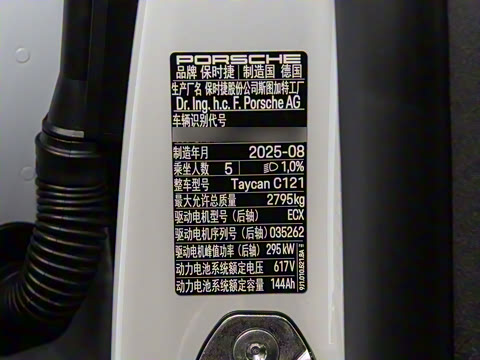 PORSCHE
品牌 保时捷 制造国 德国
生产厂名 保时捷股份公司斯图加特工厂
Dr. Ing. h.c. F. Porsche AG
车辆识别代号
制造年月 2025-08
乘坐人数 5 1,0%
整车型号 Taycan C121
最大允许总质量 2795kg
驱动电机型号（后轴） ECX
驱动电机序列号（后轴） 035262
驱动电机峰值功率（后轴） 295 kW
动力电池系统额定电压 617V
动力电池系统额定容量 144Ah